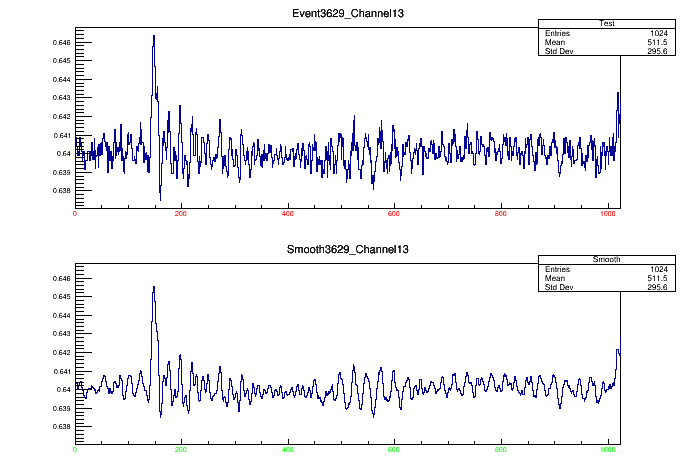 Event3629_Channel13
Test
Entries 1024
Mean 511.5
Std Dev 295.6
0.646
0.645
0.644
0.643
0.642
0.641
0.64
0.639
0.638
0 200 400 600 800 1000
Smooth3629_Channel13
Smooth
Entries 1024
Mean 511.5
Std Dev 295.6
0.646
0.645
0.644
0.643
0.642
0.641
0.64
0.639
0.638
0 200 400 600 800 1000